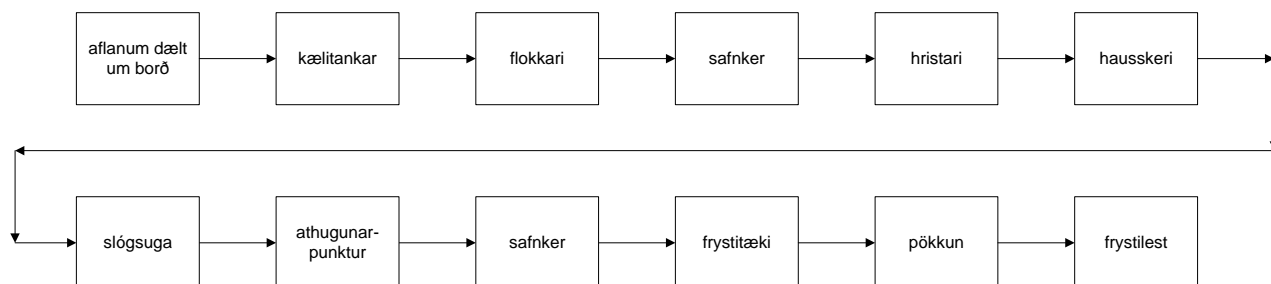 aflanum dælt
um borð
kælitankar
flokkari
safnker
hristari
hausskeri
slógsuga
athugunar-
punktur
safnker
frystitæki
pökkun
frystilest